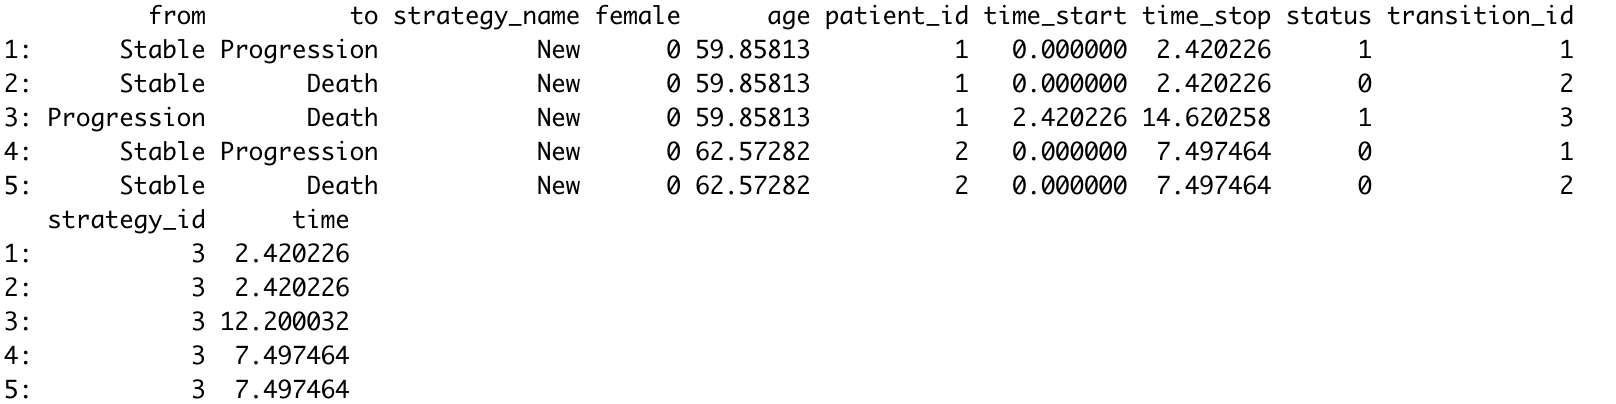 from          to strategy_name female      age patient_id time_start time_stop status transition_id
1:      Stable Progression           New      0 59.85813          1   0.000000  2.420226      1             1
2:      Stable       Death           New      0 59.85813          1   0.000000  2.420226      0             2
3: Progression       Death           New      0 59.85813          1   2.420226 14.620258      1             3
4:      Stable Progression           New      0 62.57282          2   0.000000  7.497464      0             1
5:      Stable       Death           New      0 62.57282          2   0.000000  7.497464      0             2
   strategy_id      time
1:           3  2.420226
2:           3  2.420226
3:           3 12.200032
4:           3  7.497464
5:           3  7.497464